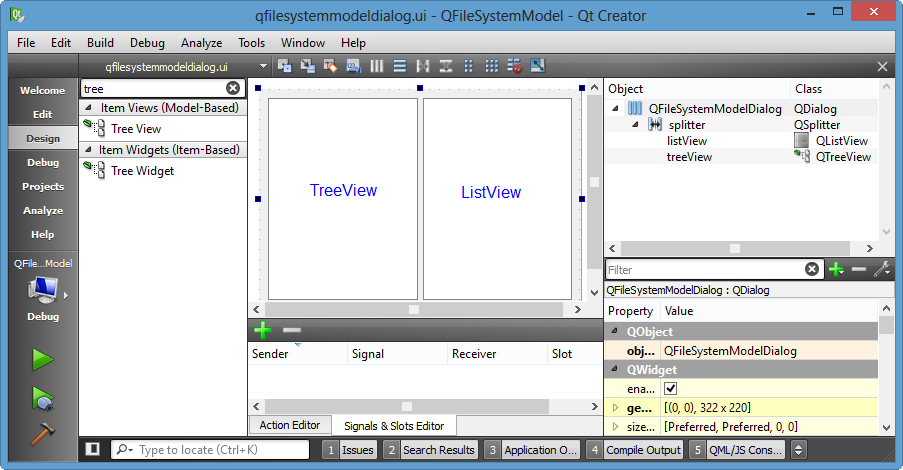 qfilesystemmodeldialog.ui - QFileSystemModel - Qt Creator
File Edit Build Debug Analyze Tools Window Help
qfilesystemmodeldialog.ui
Welcome
Edit
Design
Debug
Projects
Analyze
Help
QFile...Model
Debug
tree
Item Views (Model-Based)
Tree View
Item Widgets (Item-Based)
Tree Widget
TreeView
ListView
Sender Signal Receiver Slot
Action Editor Signals & Slots Editor
Object Class
QFileSystemModelDialog QDialog
splitter QSplitter
listView QListView
treeView QTreeView
Filter
QFileSystemModelDialog : QDialog
Property Value
QObject
obj... QFileSystemModelDialog
QWidget
ena...
ge... [(0, 0), 322 x 220]
size... [Preferred, Preferred, 0, 0]
Type to locate (Ctrl+K) 1 Issues 2 Search Results 3 Application O... 4 Compile Output 5 QML/JS Cons...